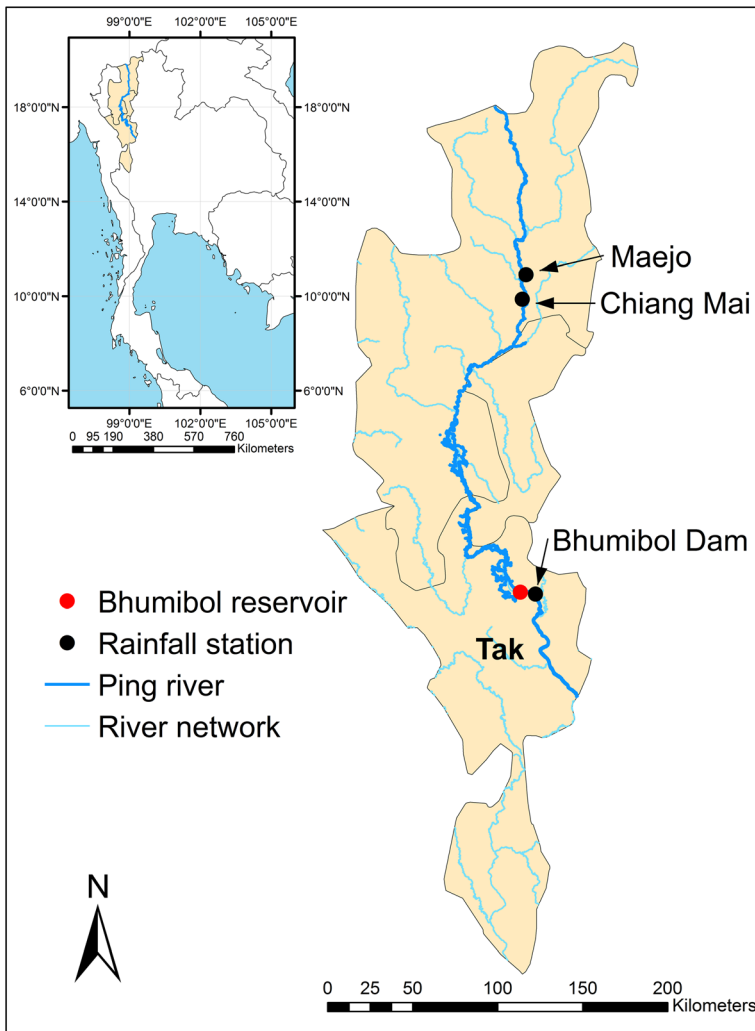 99°0'0"E 102°0'0"E 105°0'0"E
18°0'0"N 18°0'0"N
14°0'0"N 14°0'0"N
10°0'0"N 10°0'0"N
6°0'0"N 6°0'0"N
99°0'0"E 102°0'0"E 105°0'0"E
0 95 190 380 570 760
Kilometers
Maejo
Chiang Mai
Bhumibol Dam
Tak
Bhumibol reservoir
Rainfall station
Ping river
River network
N
0 25 50 100 150 200
Kilometers